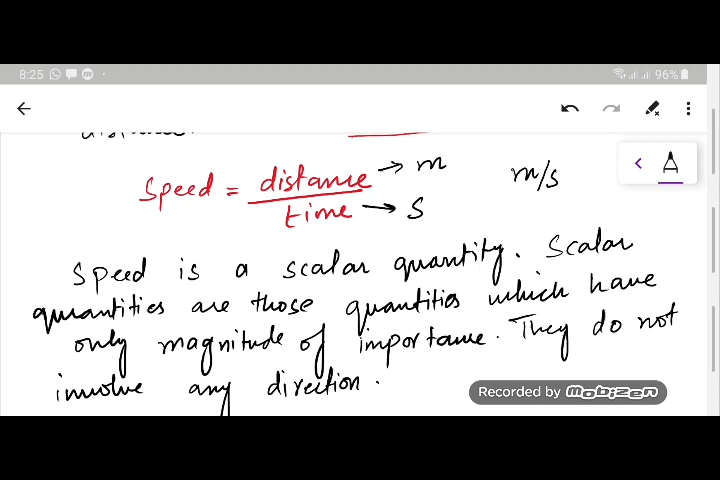 8:25
96%
distance
Speed = distance → m
time → s
m/s
Speed is a scalar quantity. Scalar
quantities are those quantities which have
only magnitude of importance. They do not
involve any direction.
Recorded by mobizen